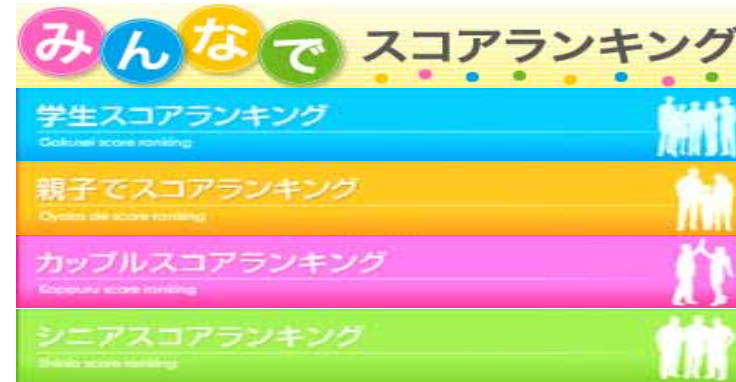 みんなで スコアランキング
学生スコアランキング
Gakusei score ranking
親子でスコアランキング
Oyako de score ranking
カップルスコアランキング
Kappuru score ranking
シニアスコアランキング
score ranking